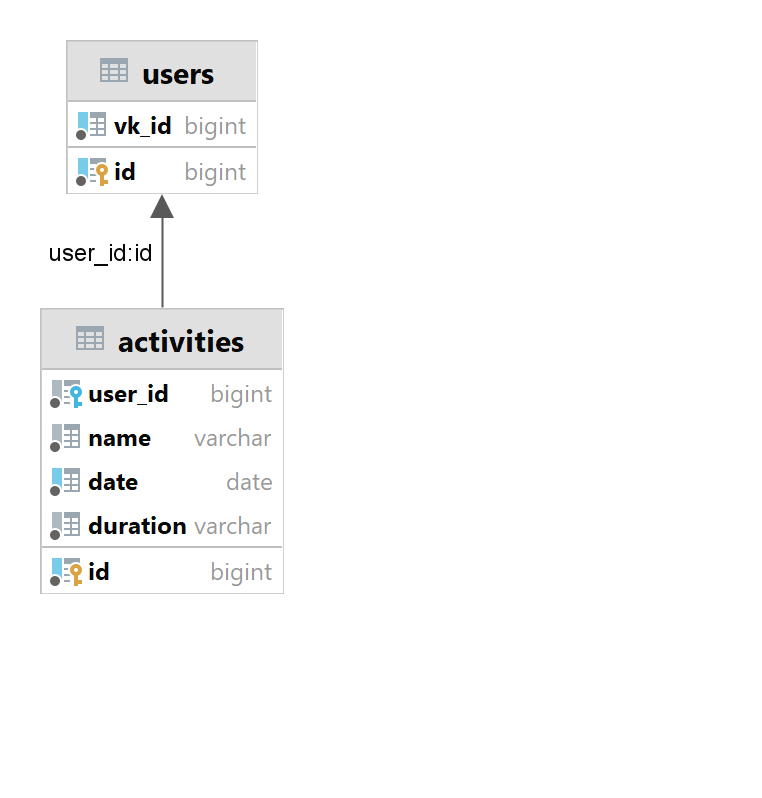 users
vk_id bigint
id bigint
user_id:id
activities
user_id bigint
name varchar
date date
duration varchar
id bigint